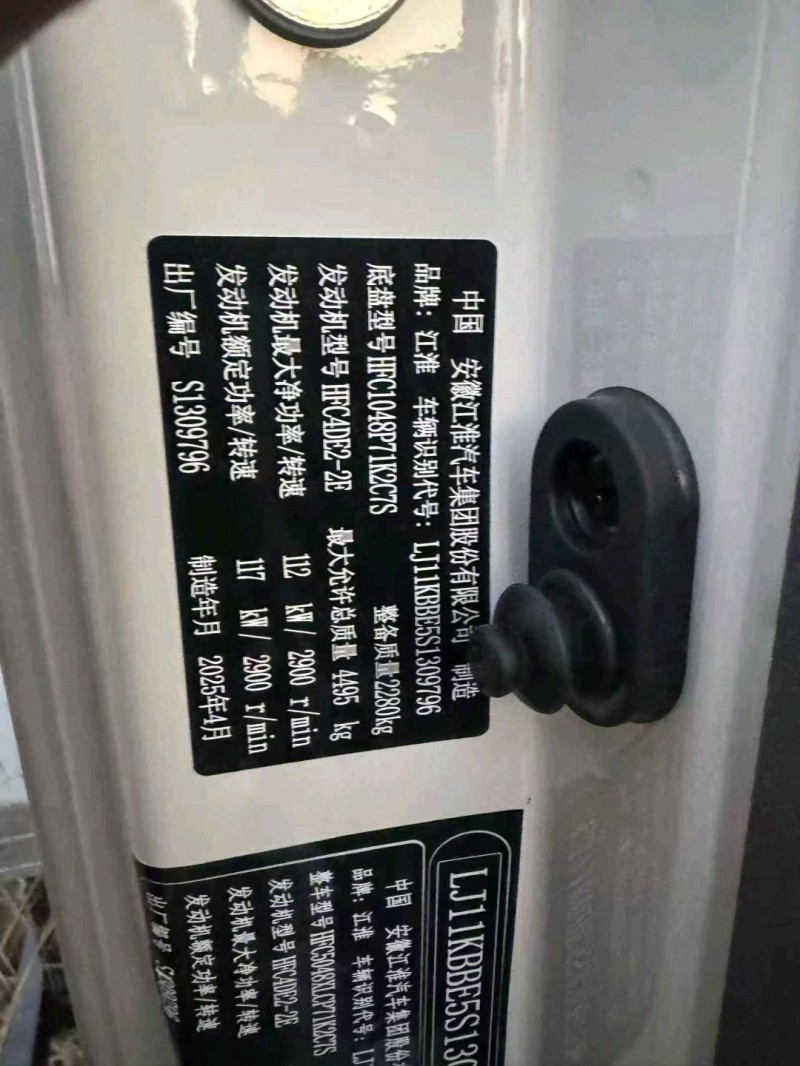 中国 安徽江淮汽车集团股份有限公司 制造
品牌：江淮 车辆识别代号：LJ11KBBE5S1309796
底盘型号 HFC1048P71K2C7S 整备质量 2280kg
发动机型号 HFC4DE2-2E 最大允许总质量 4495 kg
发动机最大净功率/转速 112 kW/ 2900 r/min
发动机额定功率/转速 117 kW/ 2900 r/min
出厂编号 S1309796 制造年月 2025年4月
LJ11KBBE5S130
中国 安徽江淮汽车集团股份
品牌：江淮 车辆识别代号：LJ
整车型号 HFC5048XLCP71K2C7S
发动机型号 HFC4DE2-2E
发动机最大净功率/转速
发动机额定功率/转速
出厂编号